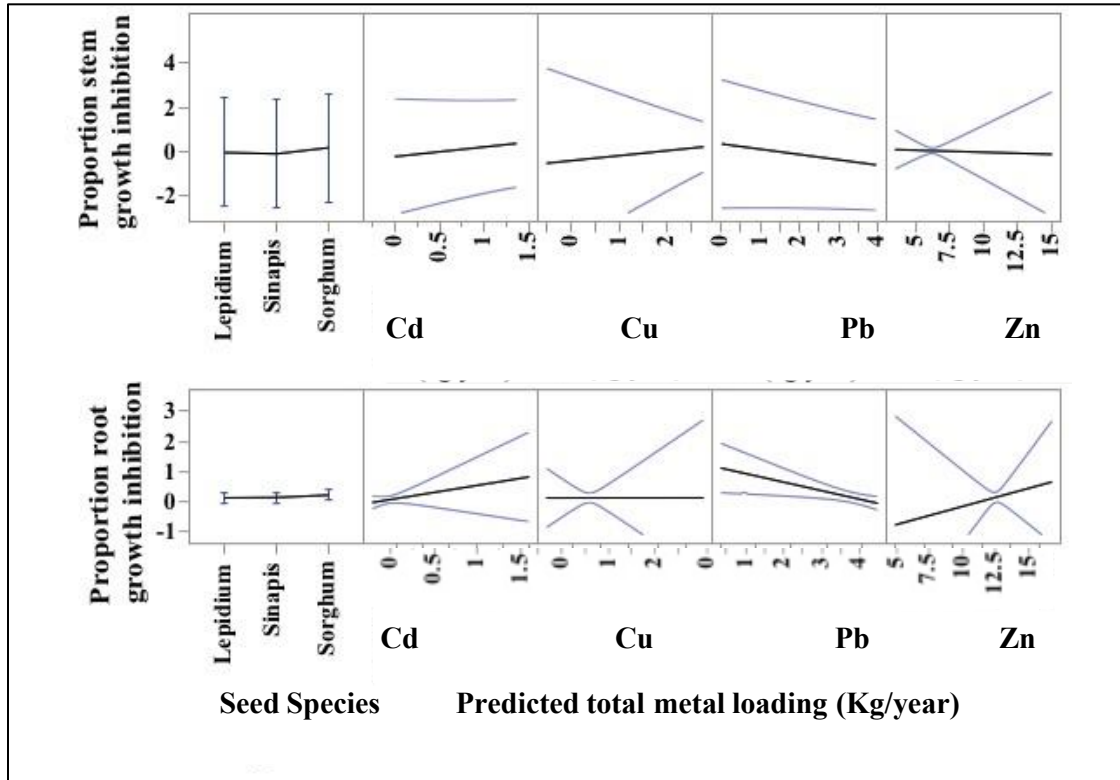 Proportion stem
growth inhibition
4
2
0
-2
Lepidium
Sinapis
Sorghum
0
0.5
1
1.5
0
1
2
0
1
2
3
4
5
7.5
10
12.5
15
Cd
Cu
Pb
Zn
Proportion root
growth inhibition
3
2
1
0
-1
Lepidium
Sinapis
Sorghum
0
0.5
1
1.5
0
1
2
0
1
2
3
4
5
7.5
10
12.5
15
Cd
Cu
Pb
Zn
Seed Species
Predicted total metal loading (Kg/year)